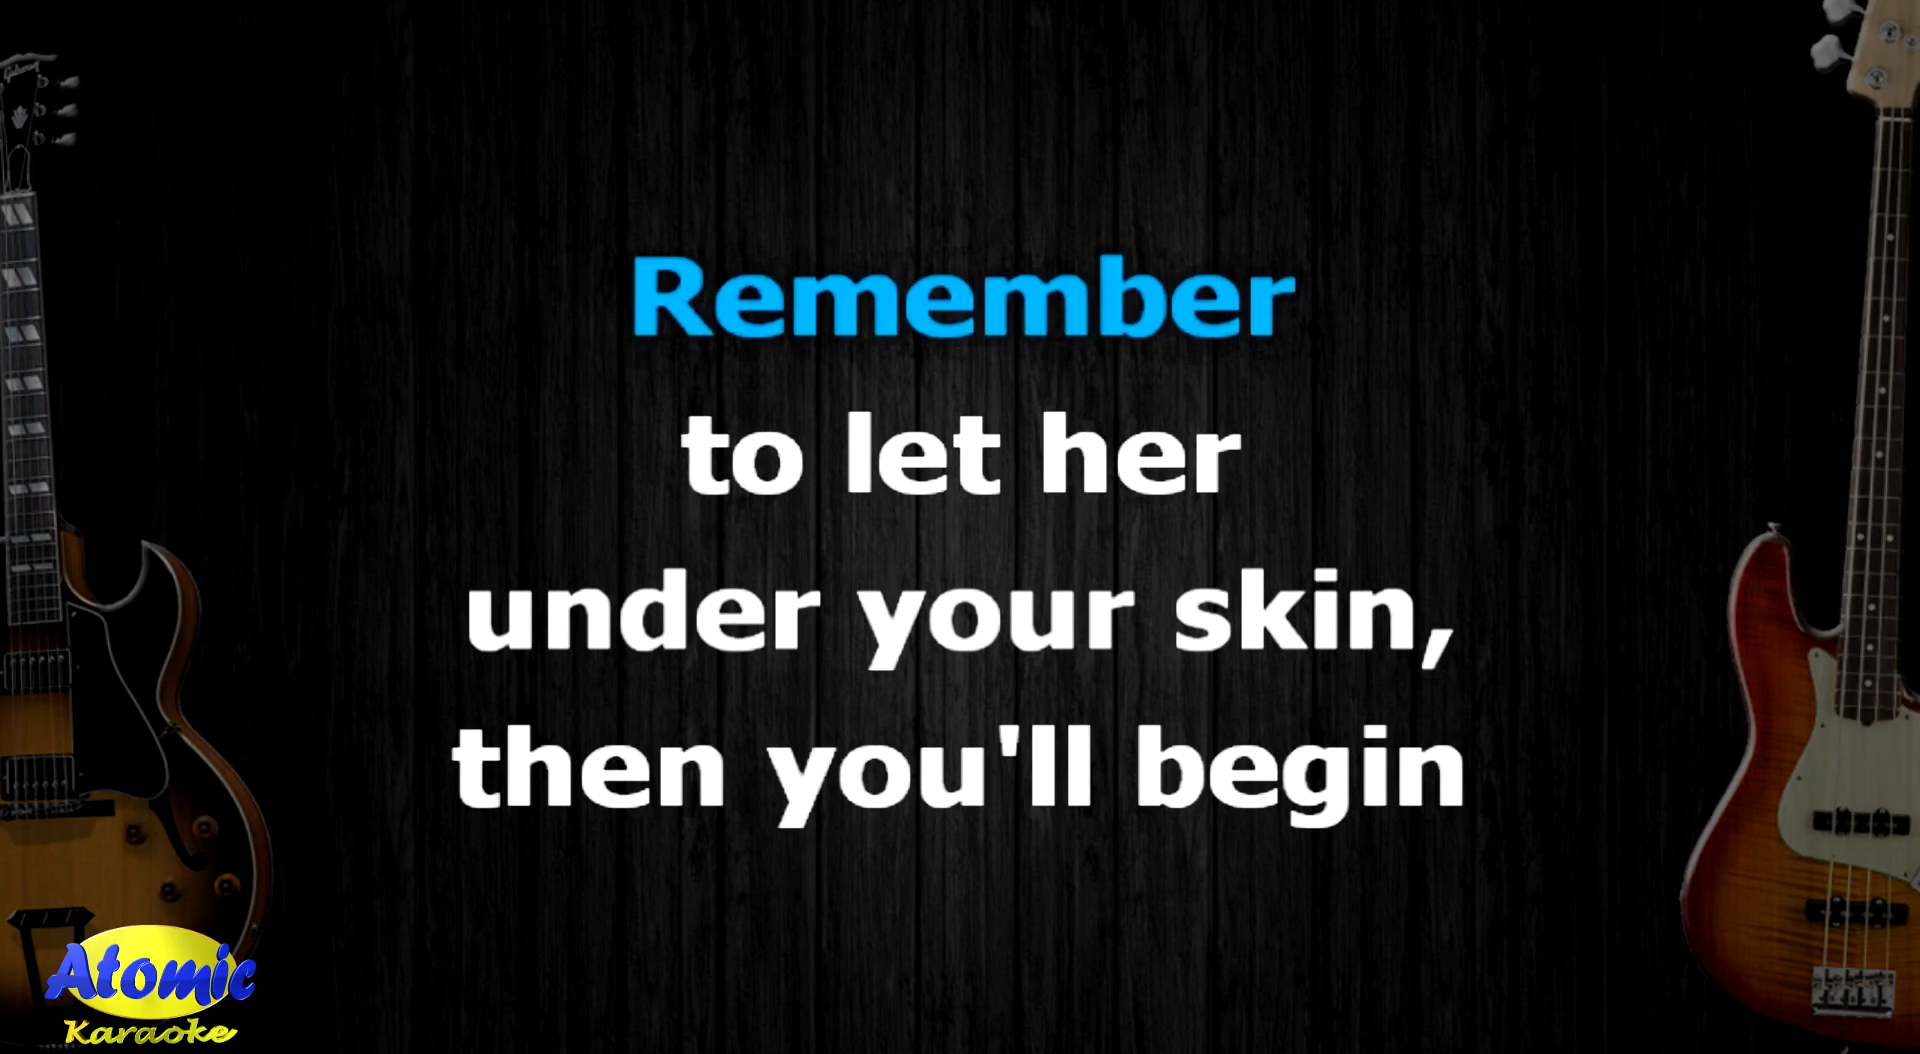 Remember
to let her
under your skin,
then you'll begin
Atomic
Karaoke